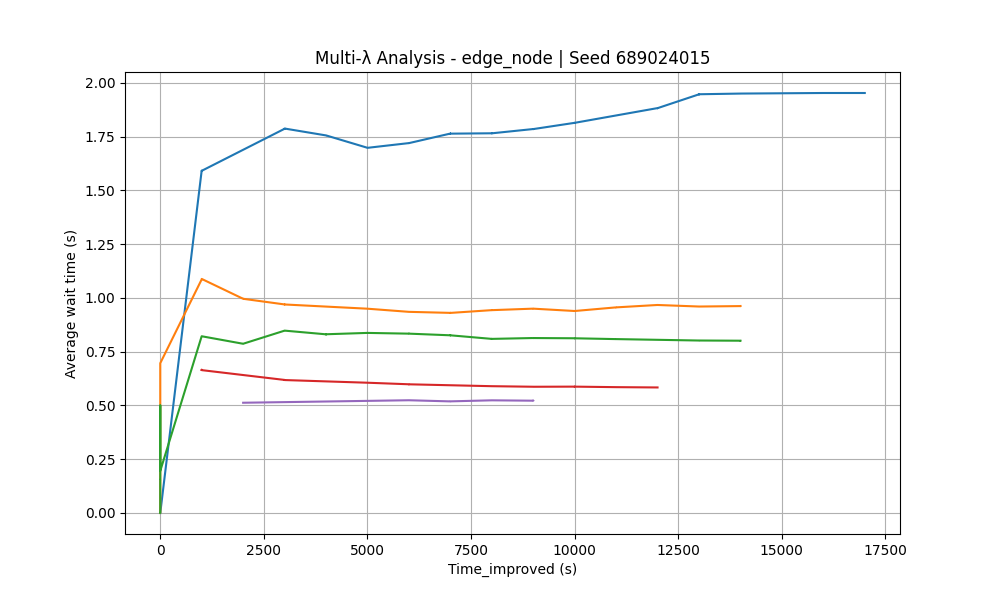 Multi-λ Analysis - edge_node | Seed 689024015
Average wait time (s)
2.00
1.75
1.50
1.25
1.00
0.75
0.50
0.25
0.00
0 2500 5000 7500 10000 12500 15000 17500
Time_improved (s)